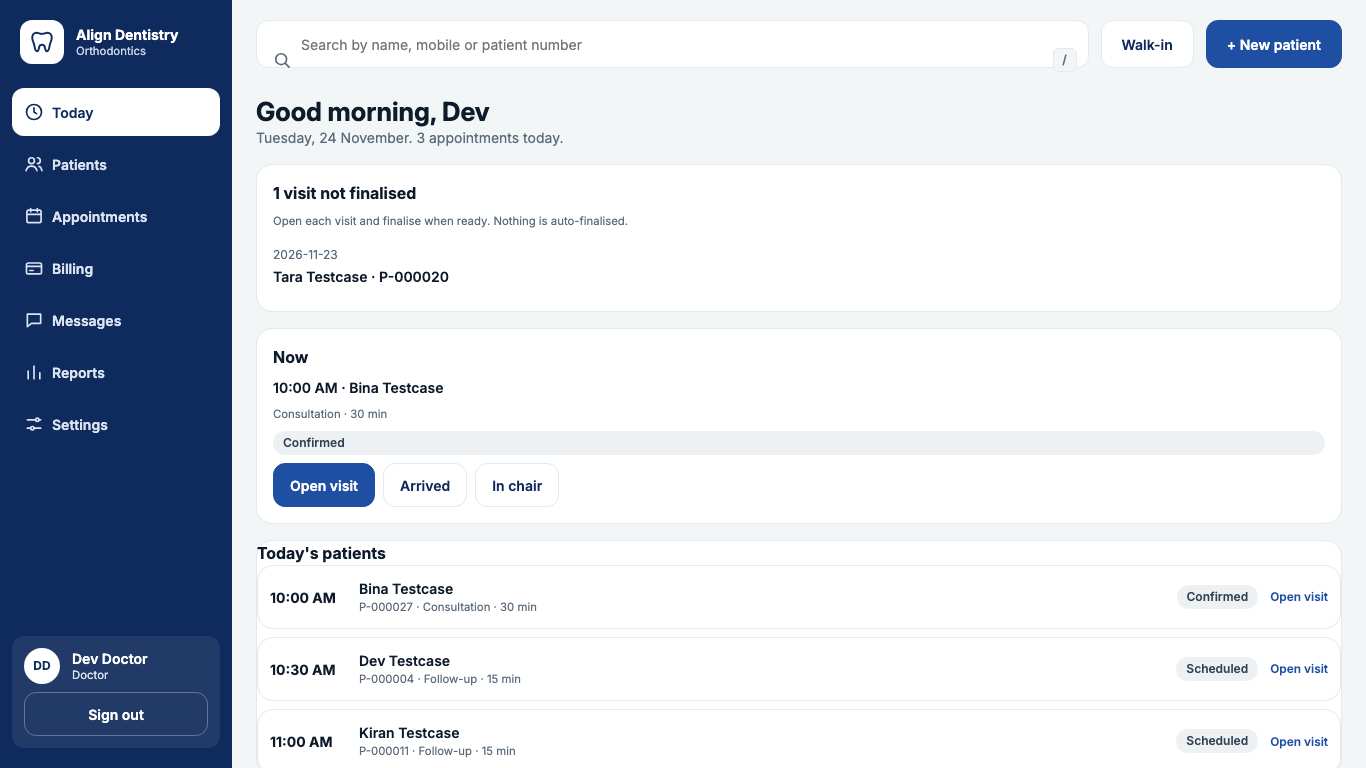 Align Dentistry
Orthodontics
Today
Patients
Appointments
Billing
Messages
Reports
Settings
DD
Dev Doctor
Doctor
Sign out
Search by name, mobile or patient number
/
Walk-in
+ New patient
Good morning, Dev
Tuesday, 24 November. 3 appointments today.
1 visit not finalised
Open each visit and finalise when ready. Nothing is auto-finalised.
2026-11-23
Tara Testcase · P-000020
Now
10:00 AM · Bina Testcase
Consultation · 30 min
Confirmed
Open visit
Arrived
In chair
Today's patients
10:00 AM
Bina Testcase
P-000027 · Consultation · 30 min
Confirmed
Open visit
10:30 AM
Dev Testcase
P-000004 · Follow-up · 15 min
Scheduled
Open visit
11:00 AM
Kiran Testcase
P-000011 · Follow-up · 15 min
Scheduled
Open visit